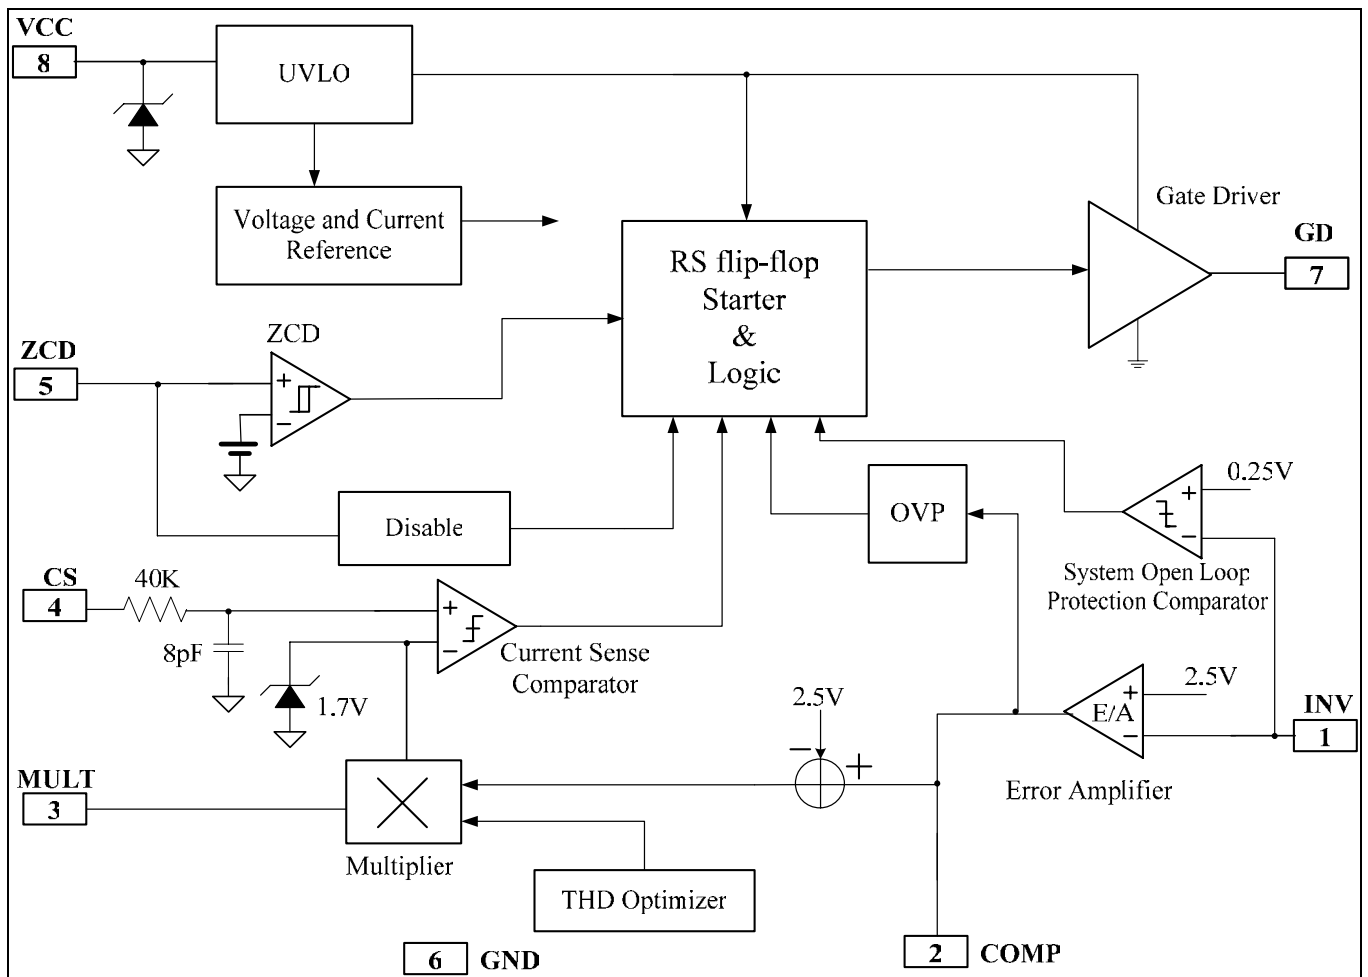 VCC
8
UVLO
Voltage and Current
Reference
Gate Driver
GD
7
RS flip-flop
Starter
&
Logic
ZCD
5
ZCD
+
−
Disable
OVP
0.25V
+
−
System Open Loop
Protection Comparator
CS
4
40K
8pF
+
−
Current Sense
Comparator
1.7V
2.5V
−
+
2.5V
+
E/A
−
INV
1
Error Amplifier
MULT
3
Multiplier
THD Optimizer
6
GND
2
COMP